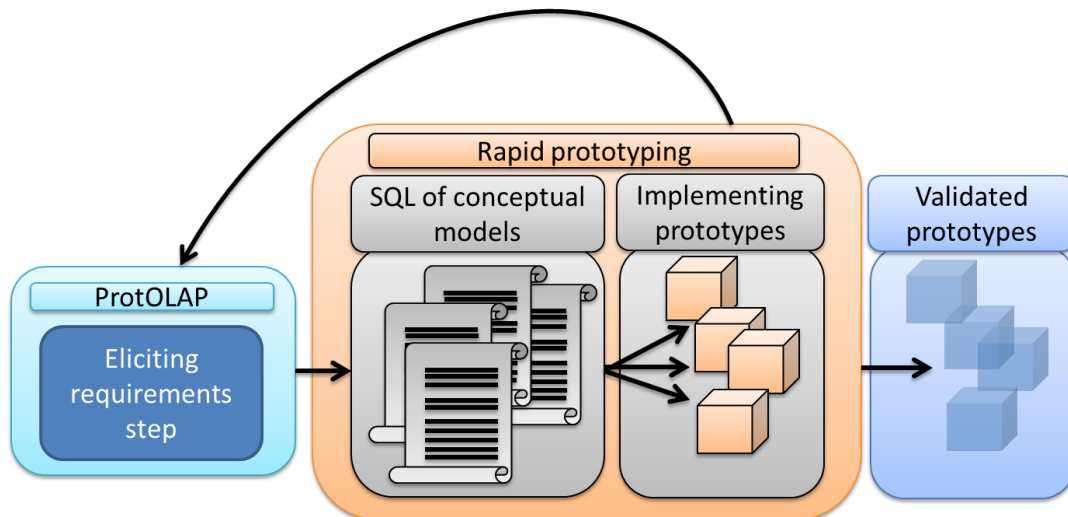 Rapid prototyping
SQL of conceptual
models
Implementing
prototypes
Validated
prototypes
ProtOLAP
Eliciting
requirements
step